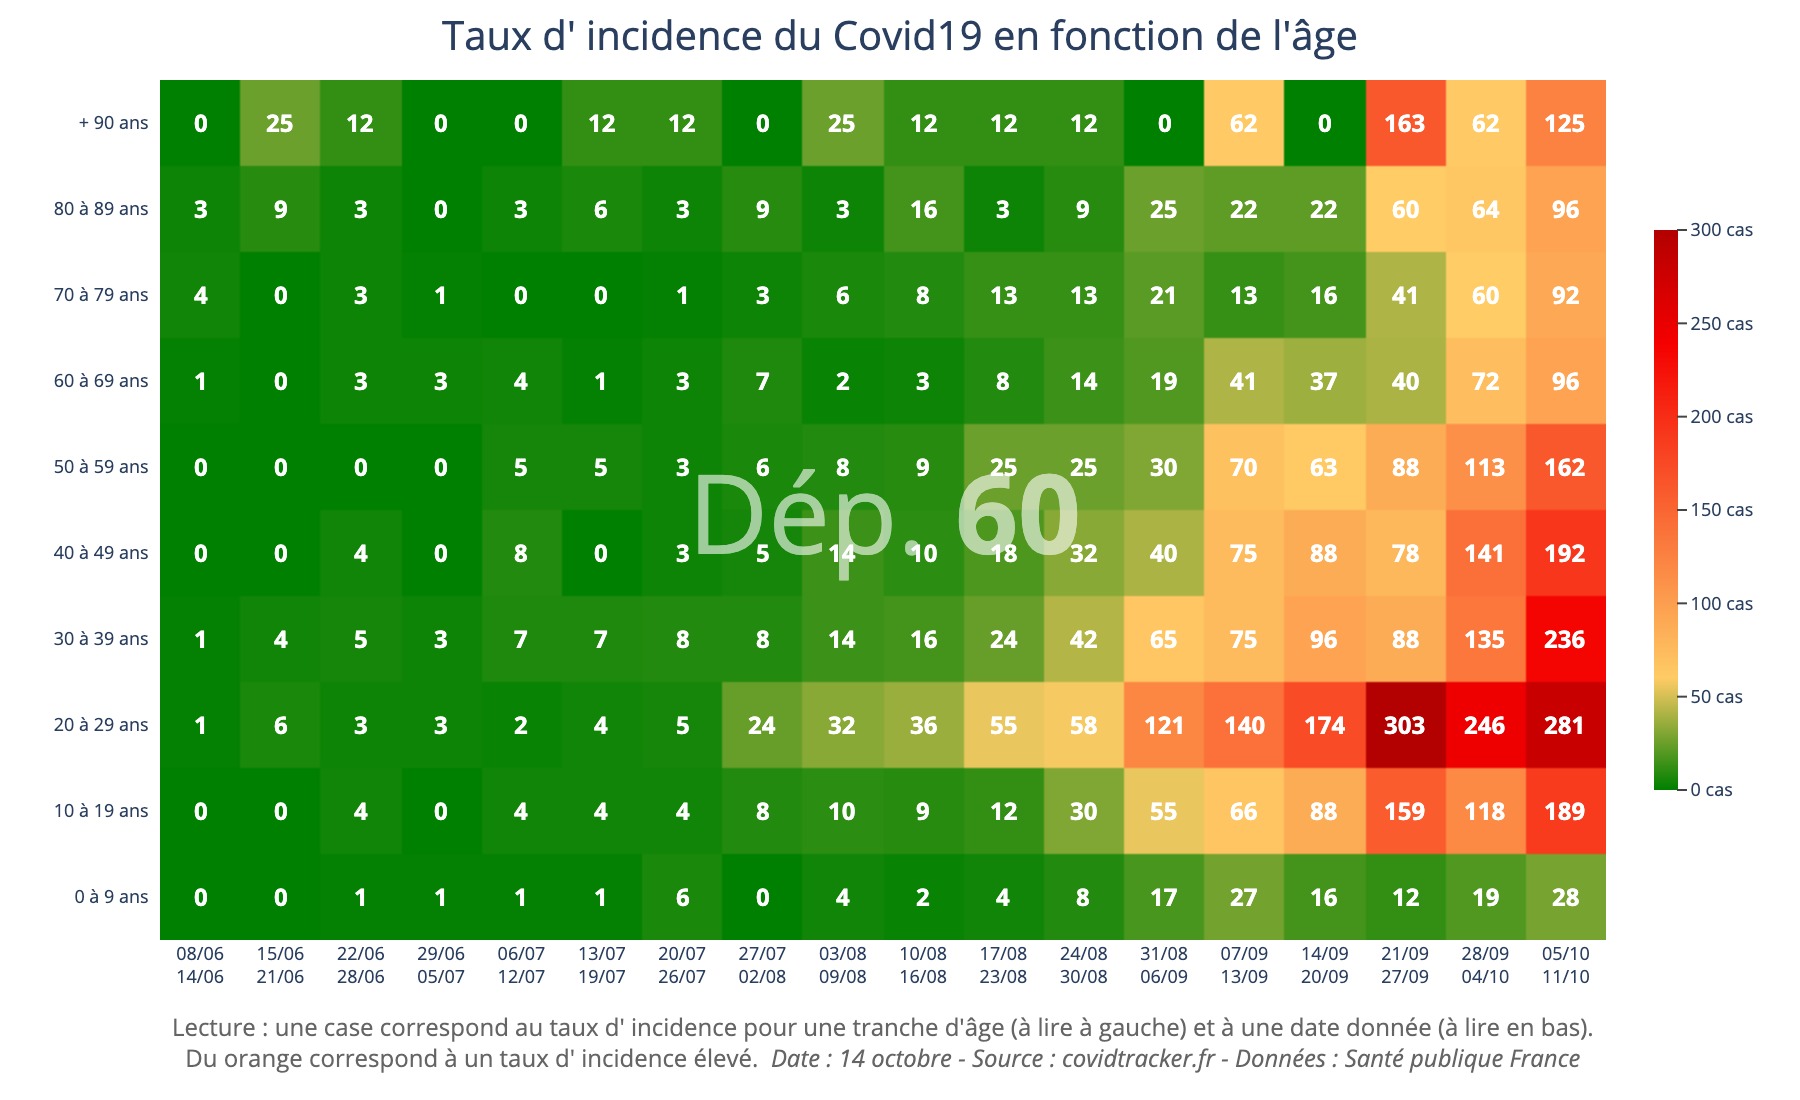 Taux d' incidence du Covid19 en fonction de l'âge
+ 90 ans 0 25 12 0 0 12 12 0 25 12 12 12 0 62 0 163 62 125
80 à 89 ans 3 9 3 0 3 6 3 9 3 16 3 9 25 22 22 60 64 96
70 à 79 ans 4 0 3 1 0 0 1 3 6 8 13 13 21 13 16 41 60 92
60 à 69 ans 1 0 3 3 4 1 3 7 2 3 8 14 19 41 37 40 72 96
50 à 59 ans 0 0 0 0 5 5 3 6 8 9 25 25 30 70 63 88 113 162
Dép. 60
40 à 49 ans 0 0 4 0 8 0 3 5 14 10 18 32 40 75 88 78 141 192
30 à 39 ans 1 4 5 3 7 7 8 8 14 16 24 42 65 75 96 88 135 236
20 à 29 ans 1 6 3 3 2 4 5 24 32 36 55 58 121 140 174 303 246 281
10 à 19 ans 0 0 4 0 4 4 4 8 10 9 12 30 55 66 88 159 118 189
0 à 9 ans 0 0 1 1 1 1 6 0 4 2 4 8 17 27 16 12 19 28
08/06 15/06 22/06 29/06 06/07 13/07 20/07 27/07 03/08 10/08 17/08 24/08 31/08 07/09 14/09 21/09 28/09 05/10
14/06 21/06 28/06 05/07 12/07 19/07 26/07 02/08 09/08 16/08 23/08 30/08 06/09 13/09 20/09 27/09 04/10 11/10
300 cas
250 cas
200 cas
150 cas
100 cas
50 cas
0 cas
Lecture : une case correspond au taux d' incidence pour une tranche d'âge (à lire à gauche) et à une date donnée (à lire en bas).
Du orange correspond à un taux d' incidence élevé. Date : 14 octobre - Source : covidtracker.fr - Données : Santé publique France